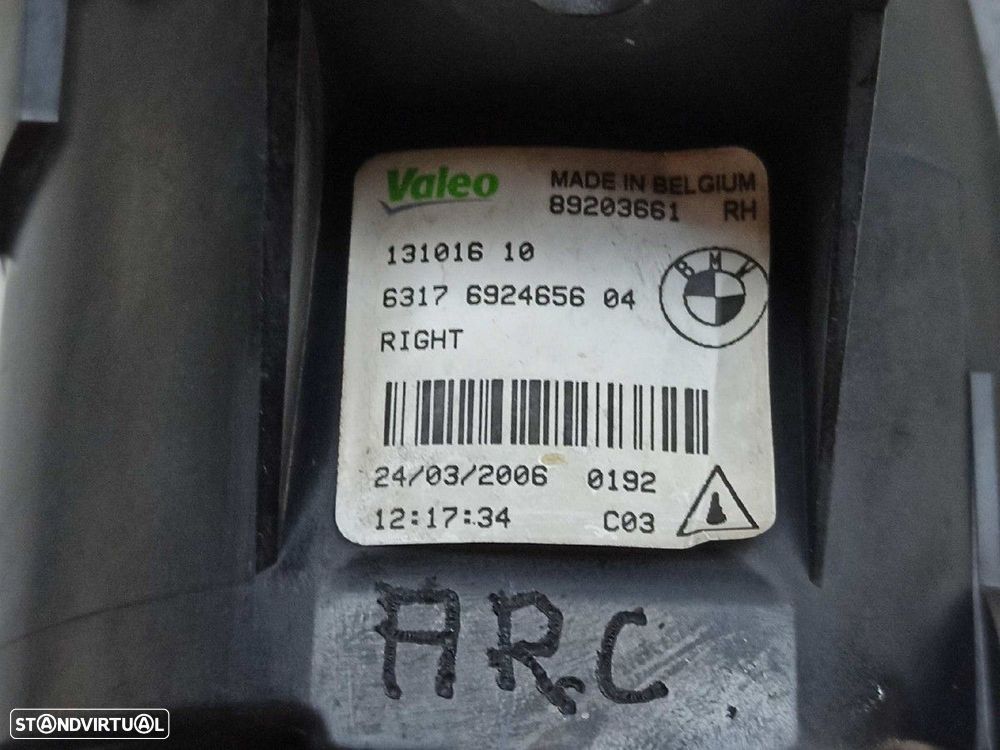 Valeo MADE IN BELGIUM
89203661 RH
131016 10
BMW
6317 6924656 04
RIGHT
24/03/2006 0192
12:17:34 C03
ARC
STANDVIRTUAL